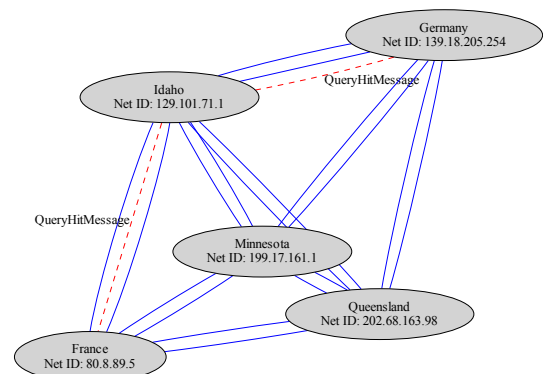 Germany
Net ID: 139.18.205.254
QueryHitMessage
Idaho
Net ID: 129.101.71.1
QueryHitMessage
Minnesota
Net ID: 199.17.161.1
Queensland
Net ID: 202.68.163.98
France
Net ID: 80.8.89.5